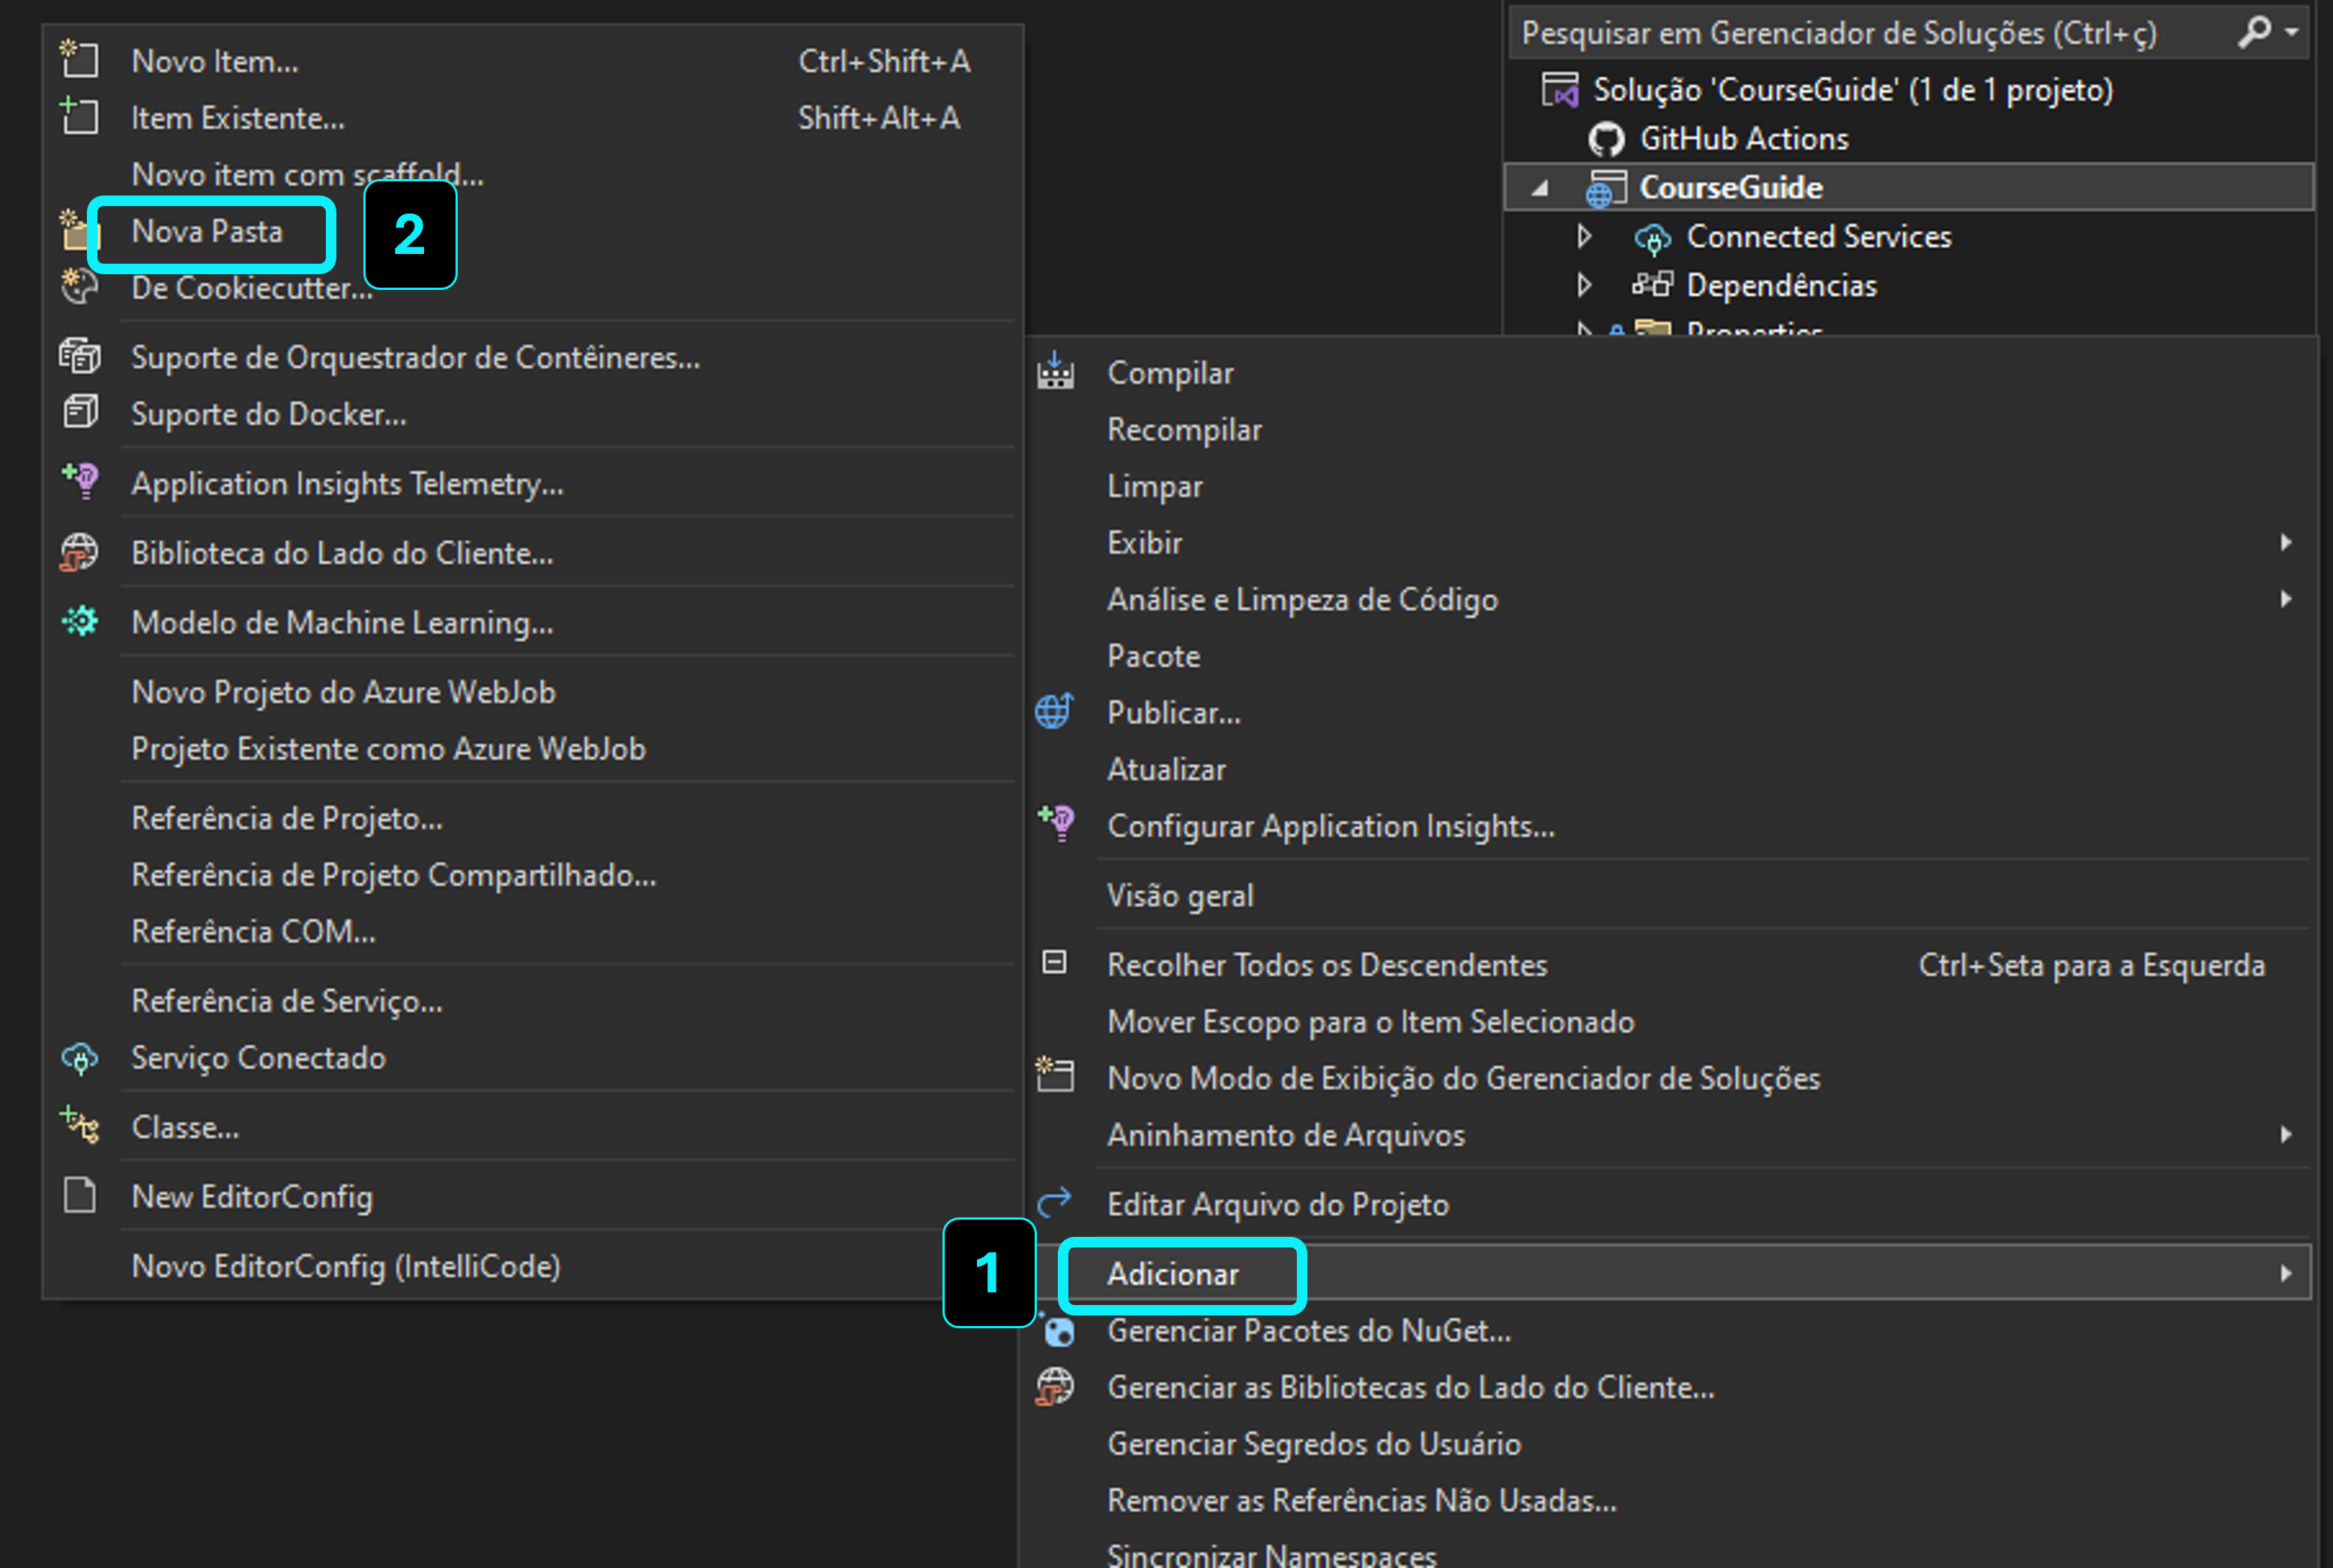 Novo Item... Ctrl+Shift+A
Item Existente... Shift+Alt+A
Novo item com scaffold...
Nova Pasta
2
De Cookiecutter...
Suporte de Orquestrador de Contêineres...
Suporte do Docker...
Application Insights Telemetry...
Biblioteca do Lado do Cliente...
Modelo de Machine Learning...
Novo Projeto do Azure WebJob
Projeto Existente como Azure WebJob
Referência de Projeto...
Referência de Projeto Compartilhado...
Referência COM...
Referência de Serviço...
Serviço Conectado
Classe...
New EditorConfig
Novo EditorConfig (IntelliCode)
Pesquisar em Gerenciador de Soluções (Ctrl+ç)
Solução 'CourseGuide' (1 de 1 projeto)
GitHub Actions
CourseGuide
Connected Services
Dependências
Properties
Compilar
Recompilar
Limpar
Exibir
Análise e Limpeza de Código
Pacote
Publicar...
Atualizar
Configurar Application Insights...
Visão geral
Recolher Todos os Descendentes Ctrl+Seta para a Esquerda
Mover Escopo para o Item Selecionado
Novo Modo de Exibição do Gerenciador de Soluções
Aninhamento de Arquivos
Editar Arquivo do Projeto
1
Adicionar
Gerenciar Pacotes do NuGet...
Gerenciar as Bibliotecas do Lado do Cliente...
Gerenciar Segredos do Usuário
Remover as Referências Não Usadas...
Sincronizar Namespaces